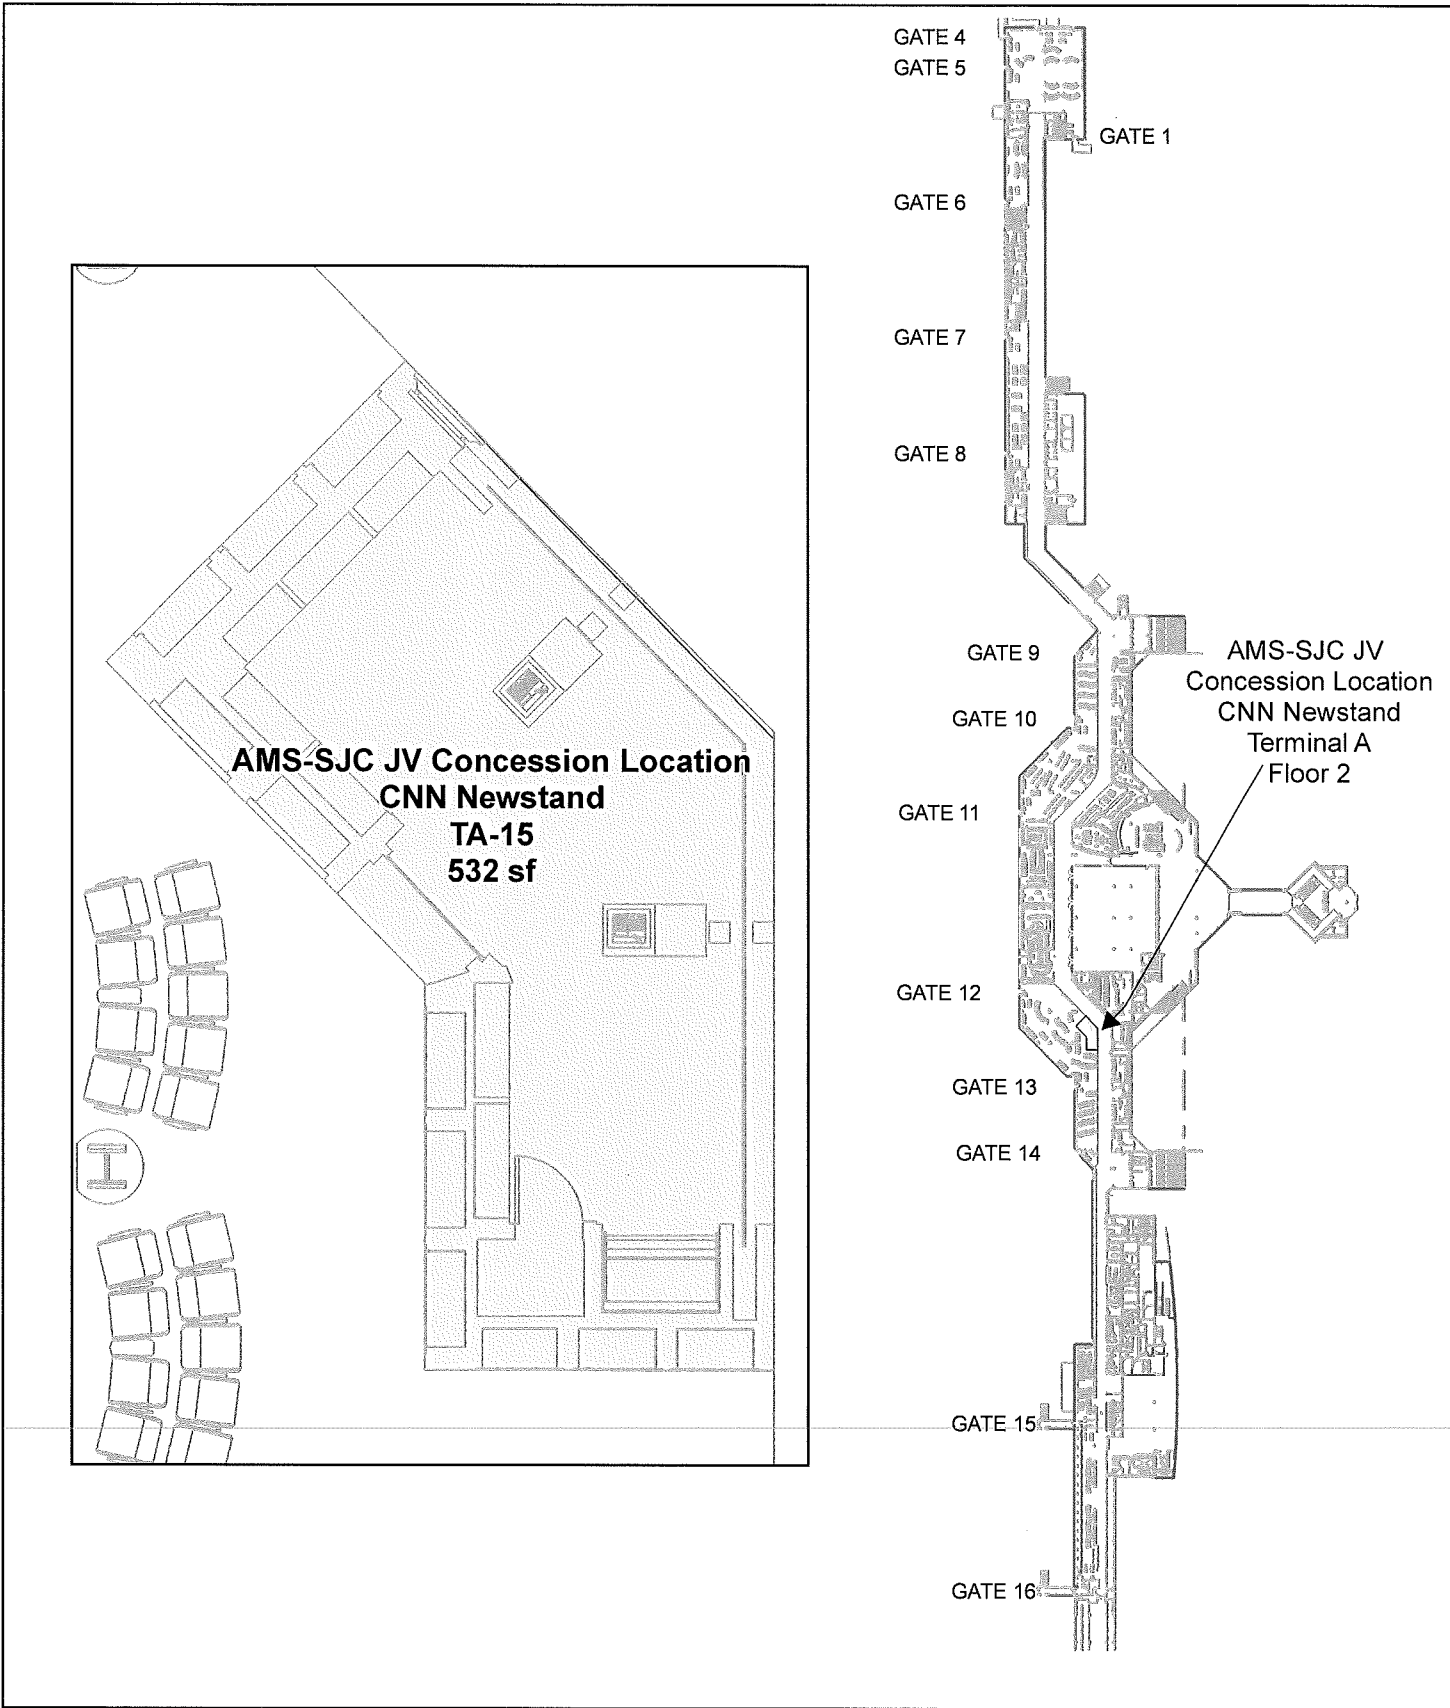 GATE 4
GATE 5
GATE 1
GATE 6
GATE 7
GATE 8
GATE 9
AMS-SJC JV
Concession Location
CNN Newstand
Terminal A
Floor 2
GATE 10
AMS-SJC JV Concession Location
CNN Newstand
TA-15
532 sf
GATE 11
GATE 12
GATE 13
GATE 14
GATE 15
GATE 16